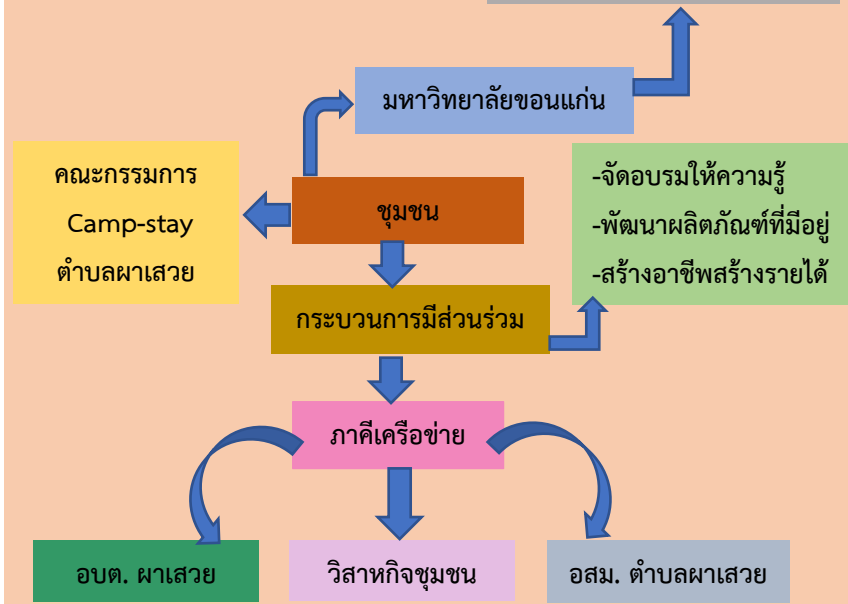 มหาวิทยาลัยขอนแก่น
คณะกรรมการ
Camp-stay
ตำบลผาเสวย
ชุมชน
-จัดอบรมให้ความรู้
-พัฒนาผลิตภัณฑ์ที่มีอยู่
-สร้างอาชีพสร้างรายได้
กระบวนการมีส่วนร่วม
ภาคีเครือข่าย
อบต. ผาเสวย
วิสาหกิจชุมชน
อสม. ตำบลผาเสวย